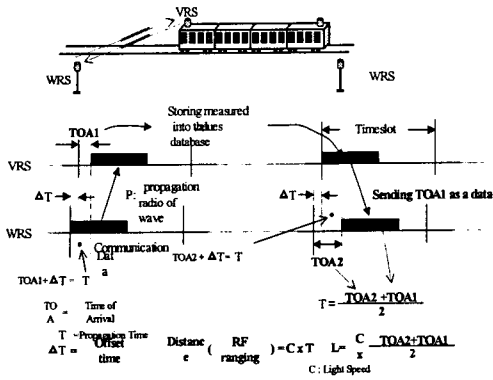 VRS
WRS
WRS
Storing measured
into thelues
database
TOA1
Timeslot
VRS
ΔT
P: propagation
radio of
wave
ΔT
Sending TOA1 as a data
WRS
Communication
Dat
a
TOA2 + ΔT= T
TOA2
TOA1+ΔT = T
T = TOA2 +TOA1
2
TO
A = Time of
Arrival
T =Propagation Time
ΔT = Offset
time
Distanc
e ( RF
ranging ) =C x T L= C
x TOA2+TOA1
2
C : Light Speed